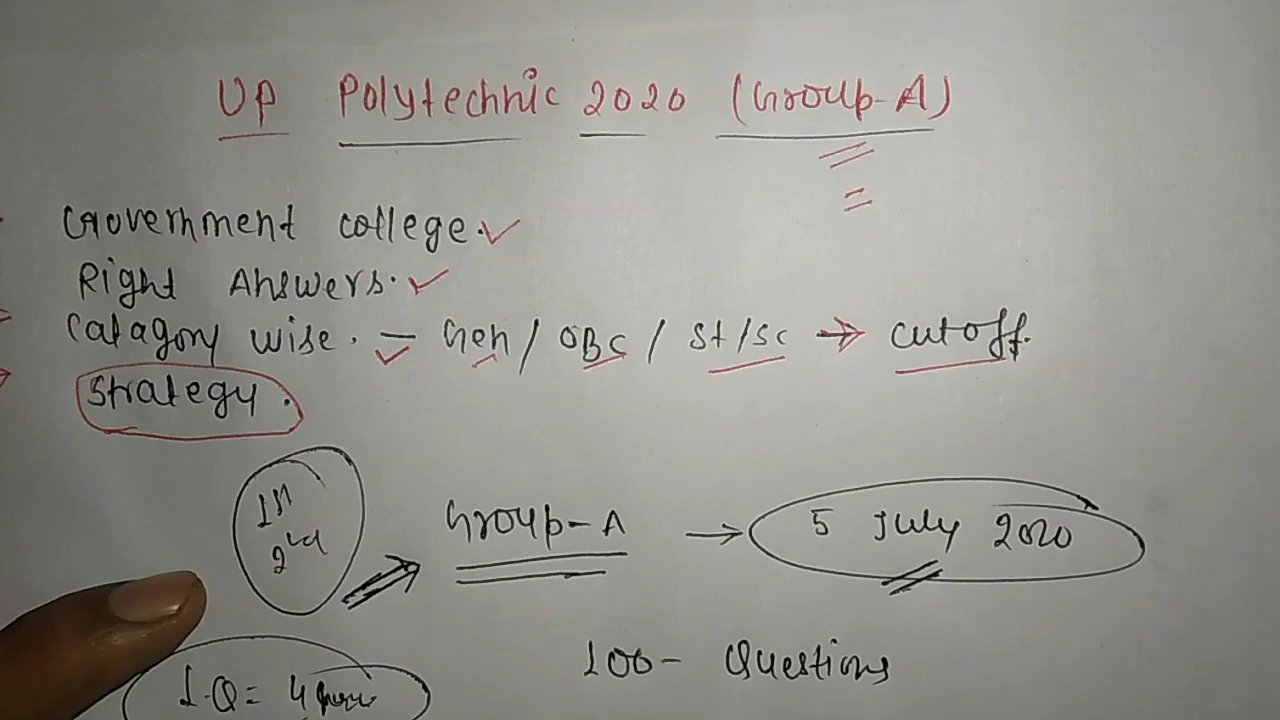 UP Polytechnic 2020 (Group-A)
Government college.
Right Answers.
Catagory wise. - Gen / OBC / St/SC → cutoff.
Strategy.
1st
2nd
Group-A → 5 July 2020
100- Questions
1-Q=